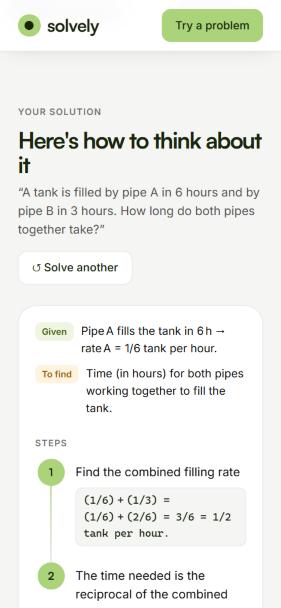 solvely
Try a problem
YOUR SOLUTION
Here's how to think about
it
“A tank is filled by pipe A in 6 hours and by
pipe B in 3 hours. How long do both pipes
together take?”
↺ Solve another
Given
Pipe A fills the tank in 6 h →
rate A = 1/6 tank per hour.
To find
Time (in hours) for both pipes
working together to fill the
tank.
STEPS
1
Find the combined filling rate
(1/6) + (1/3) =
(1/6) + (2/6) = 3/6 = 1/2
tank per hour.
2
The time needed is the
reciprocal of the combined